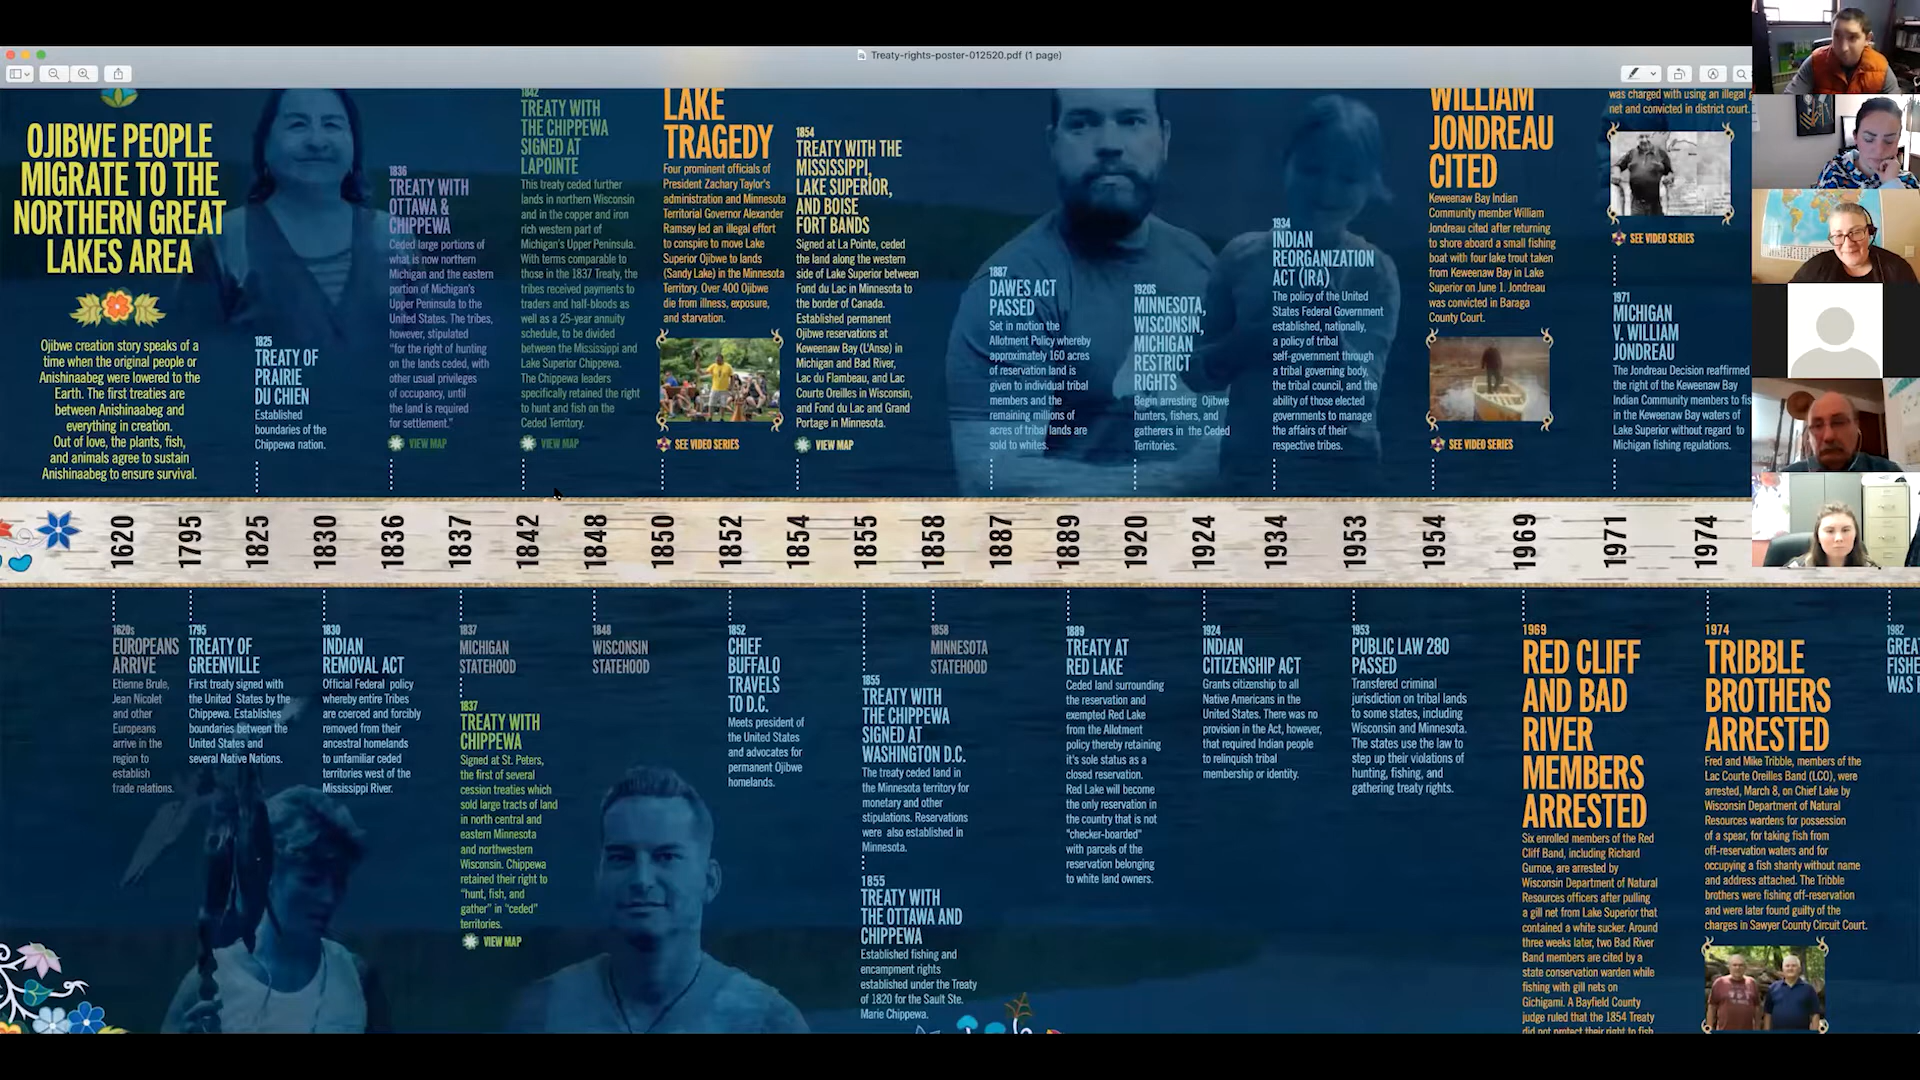 Treaty-rights-poster-012520.pdf (1 page)
OJIBWE PEOPLE
MIGRATE TO THE
NORTHERN GREAT
LAKES AREA
Ojibwe creation story speaks of a
time when the original people or
Anishinaabeg were lowered to the
Earth. The first treaties are
between Anishinaabeg and
everything in creation.
Out of love, the plants, fish,
and animals agree to sustain
Anishinaabeg to ensure survival.
1825
TREATY OF
PRAIRIE
DU CHIEN
Established
boundaries of the
Chippewa nation.
1836
TREATY WITH
OTTAWA &
CHIPPEWA
Ceded large portions of
what is now northern
Michigan and the eastern
portion of Michigan's
Upper Peninsula to the
United States. The tribes,
however, stipulated
"for the right of hunting
on the lands ceded, with
other usual privileges
of occupancy, until
the land is required
for settlement."
VIEW MAP
1842
TREATY WITH
THE CHIPPEWA
SIGNED AT
LAPOINTE
This treaty ceded further
lands in northern Wisconsin
and in the copper and iron
rich western part of
Michigan's Upper Peninsula.
With terms comparable to
those in the 1837 Treaty, the
tribes received payments to
traders and half-bloods as
well as a 25-year annuity
schedule, to be divided
between the Mississippi and
Lake Superior Chippewa.
The Chippewa leaders
specifically retained the right
to hunt and fish on the
Ceded Territory.
VIEW MAP
LAKE
TRAGEDY
Four prominent officials of
President Zachary Taylor's
administration and Minnesota
Territorial Governor Alexander
Ramsey led an illegal effort
to conspire to move Lake
Superior Ojibwe to lands
(Sandy Lake) in the Minnesota
Territory. Over 400 Ojibwe
die from illness, exposure,
and starvation.
SEE VIDEO SERIES
1854
TREATY WITH THE
MISSISSIPPI,
LAKE SUPERIOR,
AND BOISE
FORT BANDS
Signed at La Pointe, ceded
the land along the western
side of Lake Superior between
Fond du Lac in Minnesota to
the border of Canada.
Established permanent
Ojibwe reservations at
Keweenaw Bay (L'Anse) in
Michigan and Bad River,
Lac du Flambeau, and Lac
Courte Oreilles in Wisconsin,
and Fond du Lac and Grand
Portage in Minnesota.
VIEW MAP
1887
DAWES ACT
PASSED
Set in motion the
Allotment Policy whereby
approximately 160 acres
of reservation land is
given to individual tribal
members and the
remaining millions of
acres of tribal lands are
sold to whites.
1920S
MINNESOTA,
WISCONSIN,
MICHIGAN
RESTRICT
RIGHTS
Begin arresting Ojibwe
hunters, fishers, and
gatherers in the Ceded
Territories.
1934
INDIAN
REORGANIZATION
ACT (IRA)
The policy of the United
States Federal Government
established, nationally,
a policy of tribal
self-government through
a tribal governing body,
the tribal council, and the
ability of those elected
governments to manage
the affairs of their
respective tribes.
WILLIAM
JONDREAU
CITED
Keweenaw Bay Indian
Community member William
Jondreau cited after returning
to shore aboard a small fishing
boat with four lake trout taken
from Keweenaw Bay in Lake
Superior on June 1. Jondreau
was convicted in Baraga
County Court.
SEE VIDEO SERIES
was charged with using an illegal
net and convicted in district court.
SEE VIDEO SERIES
1971
MICHIGAN
V. WILLIAM
JONDREAU
The Jondreau Decision reaffirmed
the right of the Keweenaw Bay
Indian Community members to fis
in the Keweenaw Bay waters of
Lake Superior without regard to
Michigan fishing regulations.
1620 1795 1825 1830 1836 1837 1842 1848 1850 1852 1854 1855 1858 1887 1889 1920 1924 1934 1953 1954 1969 1971 1974
1620s
EUROPEANS
ARRIVE
Etienne Brule,
Jean Nicolet
and other
Europeans
arrive in the
region to
establish
trade relations.
1795
TREATY OF
GREENVILLE
First treaty signed with
the United States by the
Chippewa. Establishes
boundaries between the
United States and
several Native Nations.
1830
INDIAN
REMOVAL ACT
Official Federal policy
whereby entire Tribes
are coerced and forcibly
removed from their
ancestral homelands
to unfamiliar ceded
territories west of the
Mississippi River.
1837
MICHIGAN
STATEHOOD
1837
TREATY WITH
CHIPPEWA
Signed at St. Peters,
the first of several
cession treaties which
sold large tracts of land
in north central and
eastern Minnesota
and northwestern
Wisconsin. Chippewa
retained their right to
"hunt, fish, and
gather" in "ceded"
territories.
VIEW MAP
1848
WISCONSIN
STATEHOOD
1852
CHIEF
BUFFALO
TRAVELS
TO D.C.
Meets president of
the United States
and advocates for
permanent Ojibwe
homelands.
1855
TREATY WITH
THE CHIPPEWA
SIGNED AT
WASHINGTON D.C.
The treaty ceded land in
the Minnesota territory for
monetary and other
stipulations. Reservations
were also established in
Minnesota.
1855
TREATY WITH
THE OTTAWA AND
CHIPPEWA
Established fishing and
encampment rights
established under the Treaty
of 1820 for the Sault Ste.
Marie Chippewa.
1858
MINNESOTA
STATEHOOD
1889
TREATY AT
RED LAKE
Ceded land surrounding
the reservation and
exempted Red Lake
from the Allotment
policy thereby retaining
it's sole status as a
closed reservation.
Red Lake will become
the only reservation in
the country that is not
"checker-boarded"
with parcels of the
reservation belonging
to white land owners.
1924
INDIAN
CITIZENSHIP ACT
Grants citizenship to all
Native Americans in the
United States. There was no
provision in the Act, however,
that required Indian people
to relinquish tribal
membership or identity.
1953
PUBLIC LAW 280
PASSED
Transfered criminal
jurisdiction on tribal lands
to some states, including
Wisconsin and Minnesota.
The states use the law to
step up their violations of
hunting, fishing, and
gathering treaty rights.
1969
RED CLIFF
AND BAD
RIVER
MEMBERS
ARRESTED
Six enrolled members of the Red
Cliff Band, including Richard
Gurnoe, are arrested by
Wisconsin Department of Natural
Resources officers after pulling
a gill net from Lake Superior that
contained a white sucker. Around
three weeks later, two Bad River
Band members are cited by a
state conservation warden while
fishing with gill nets on
Gichigami. A Bayfield County
judge ruled that the 1854 Treaty
did not protect their right to fish
1974
TRIBBLE
BROTHERS
ARRESTED
Fred and Mike Tribble, members of the
Lac Courte Oreilles Band (LCO), were
arrested, March 8, on Chief Lake by
Wisconsin Department of Natural
Resources wardens for possession
of a spear, for taking fish from
off-reservation waters and for
occupying a fish shanty without name
and address attached. The Tribble
brothers were fishing off-reservation
and were later found guilty of the
charges in Sawyer County Circuit Court.
1982
GREA
FISHE
WAS